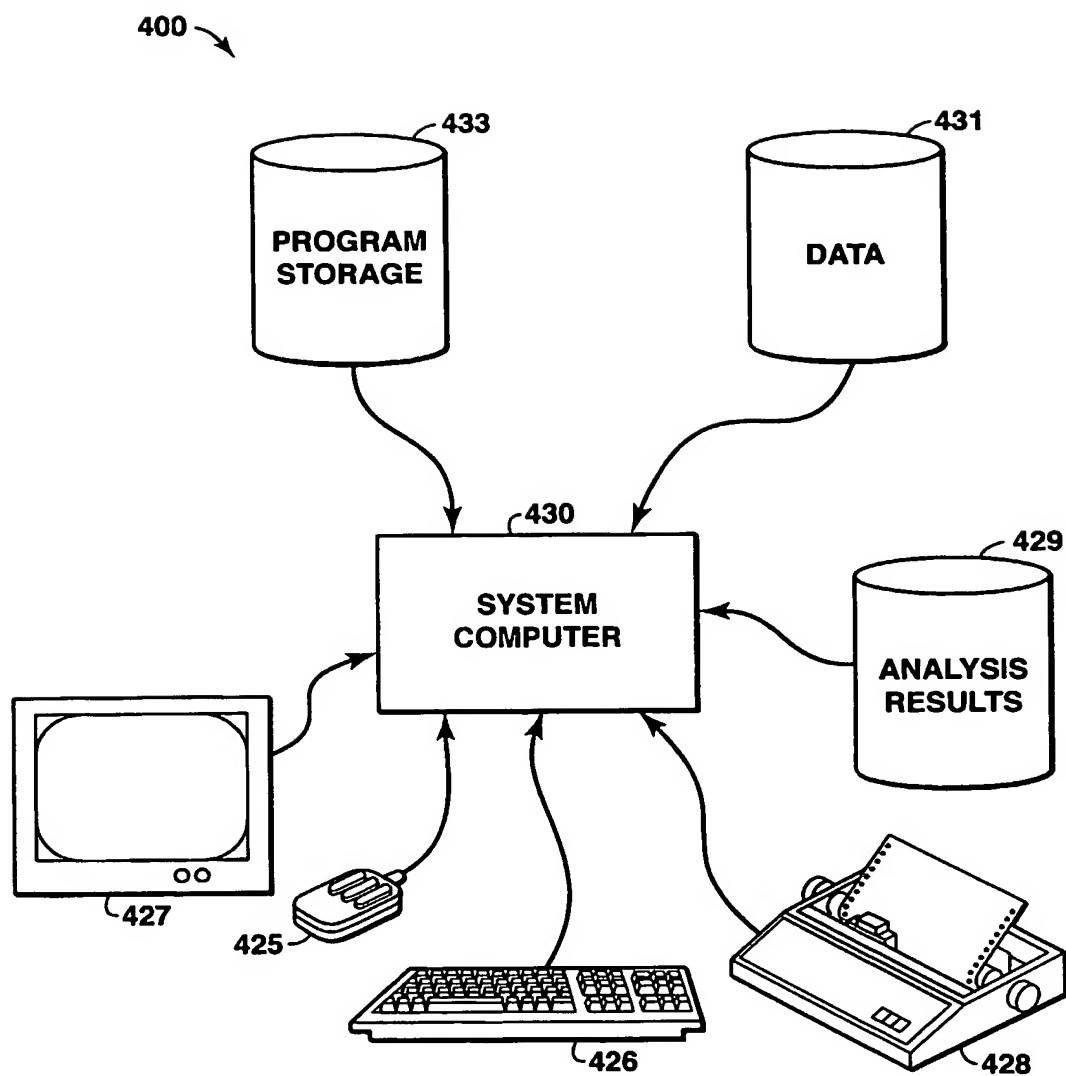 400
433
431
PROGRAM
STORAGE
DATA
430
429
SYSTEM
COMPUTER
ANALYSIS
RESULTS
427
425
426
428